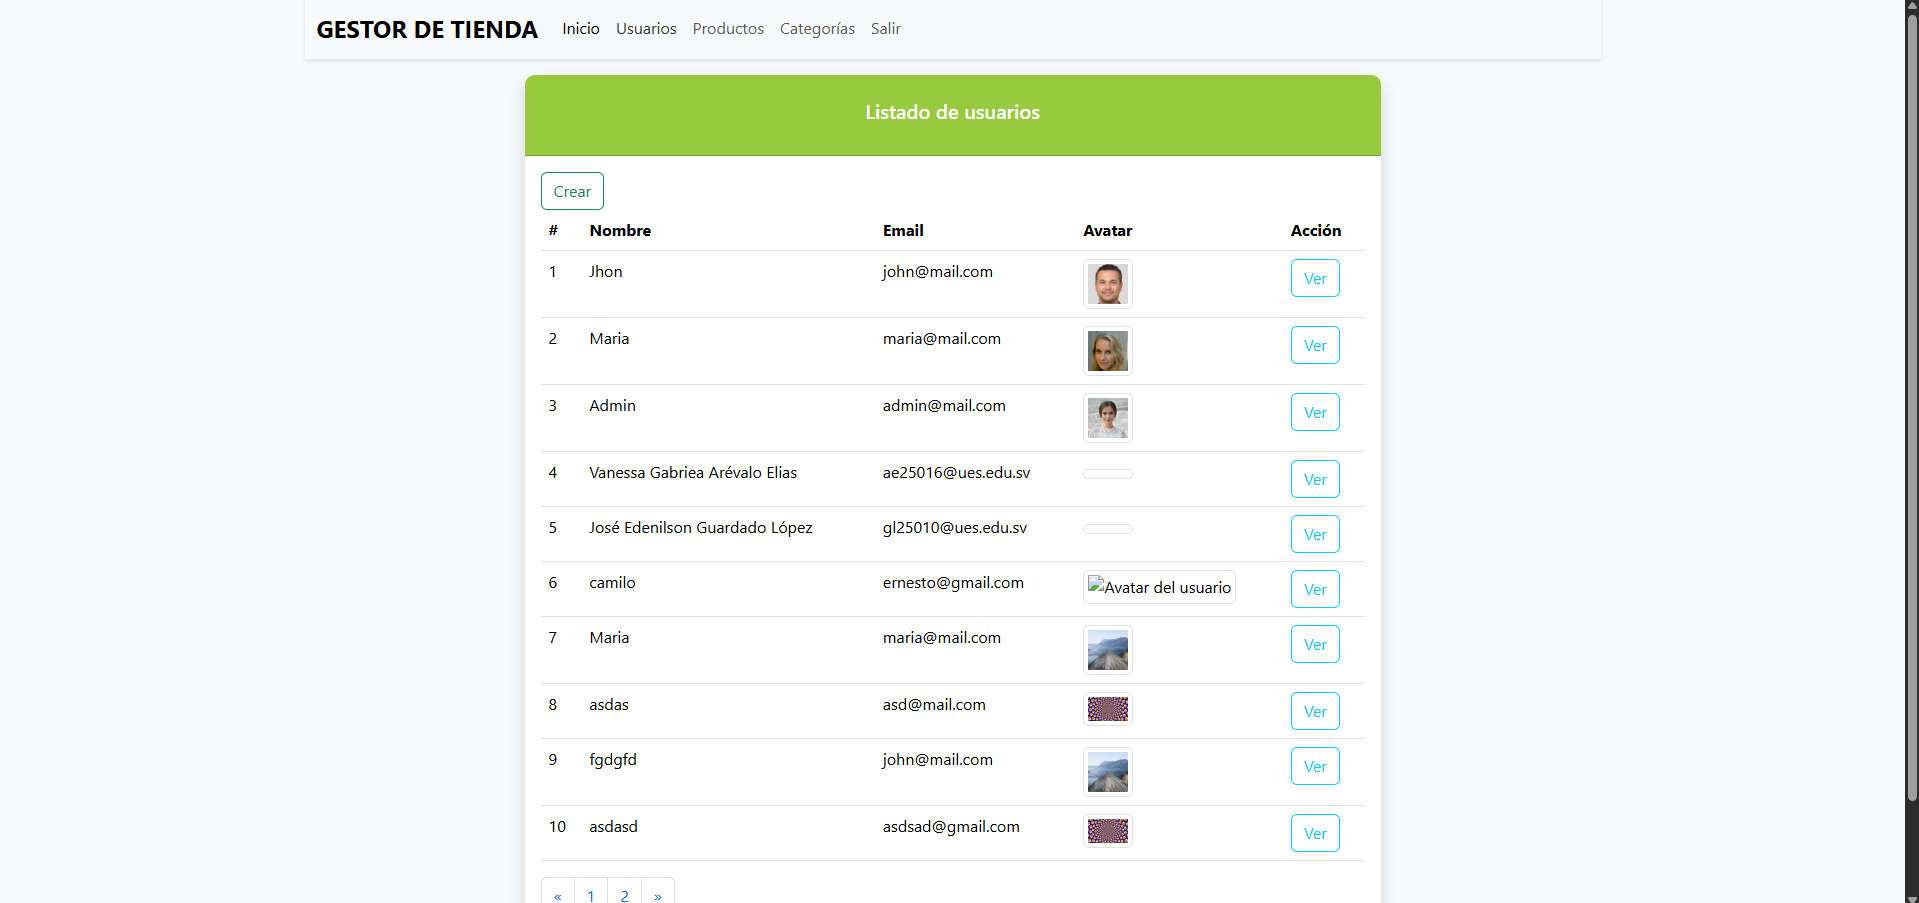 GESTOR DE TIENDA Inicio Usuarios Productos Categorías Salir
Listado de usuarios
Crear
# Nombre Email Avatar Acción
1 Jhon john@mail.com Ver
2 Maria maria@mail.com Ver
3 Admin admin@mail.com Ver
4 Vanessa Gabriea Arévalo Elias ae25016@ues.edu.sv Ver
5 José Edenilson Guardado López gl25010@ues.edu.sv Ver
6 camilo ernesto@gmail.com Avatar del usuario Ver
7 Maria maria@mail.com Ver
8 asdas asd@mail.com Ver
9 fgdgfd john@mail.com Ver
10 asdasd asdsad@gmail.com Ver
« 1 2 »